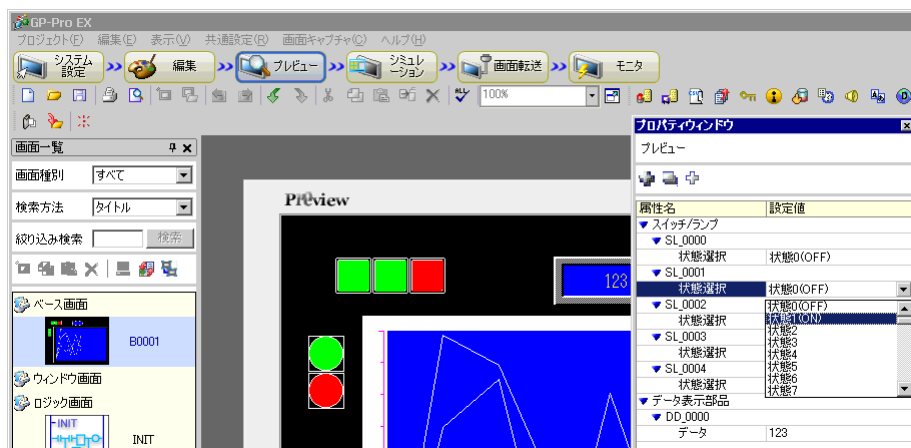 GP-Pro EX
プロジェクト(F) 編集(E) 表示(V) 共通設定(R) 画面キャプチャ(C) ヘルプ(H)
システム設定 >> 編集 >> プレビュー >> シミュレーション >> 画面転送 >> モニタ
100%
画面一覧
画面種別 すべて
検索方法 タイトル
絞り込み検索 検索
ベース画面
B0001
ウィンドウ画面
ロジック画面
INIT
INIT
Preview
123
プロパティウィンドウ
プレビュー
属性名 設定値
スイッチ/ランプ
SL_0000
状態選択 状態0(OFF)
SL_0001
状態選択 状態0(OFF)
SL_0002 状態0(OFF)
状態選択 状態1(ON)
状態2
SL_0003 状態3
状態選択 状態4
SL_0004 状態5
状態選択 状態6
状態7
データ表示部品
DD_0000
データ 123